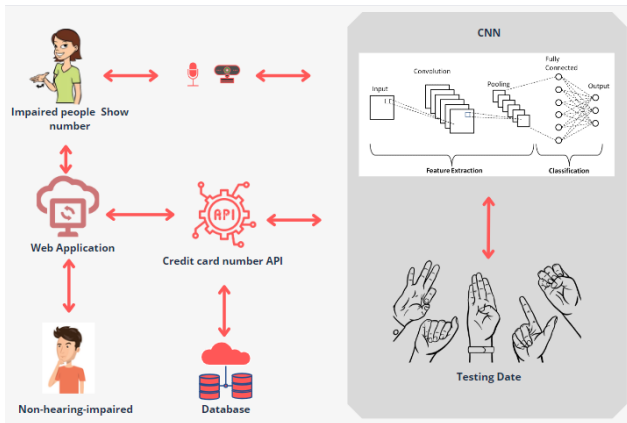 CNN
Fully
Connected
Convolution
Pooling
Input
Output
Feature Extraction
Classification
Impaired people Show
number
Web Application
API
Credit card number API
Testing Date
Non-hearing-impaired
Database